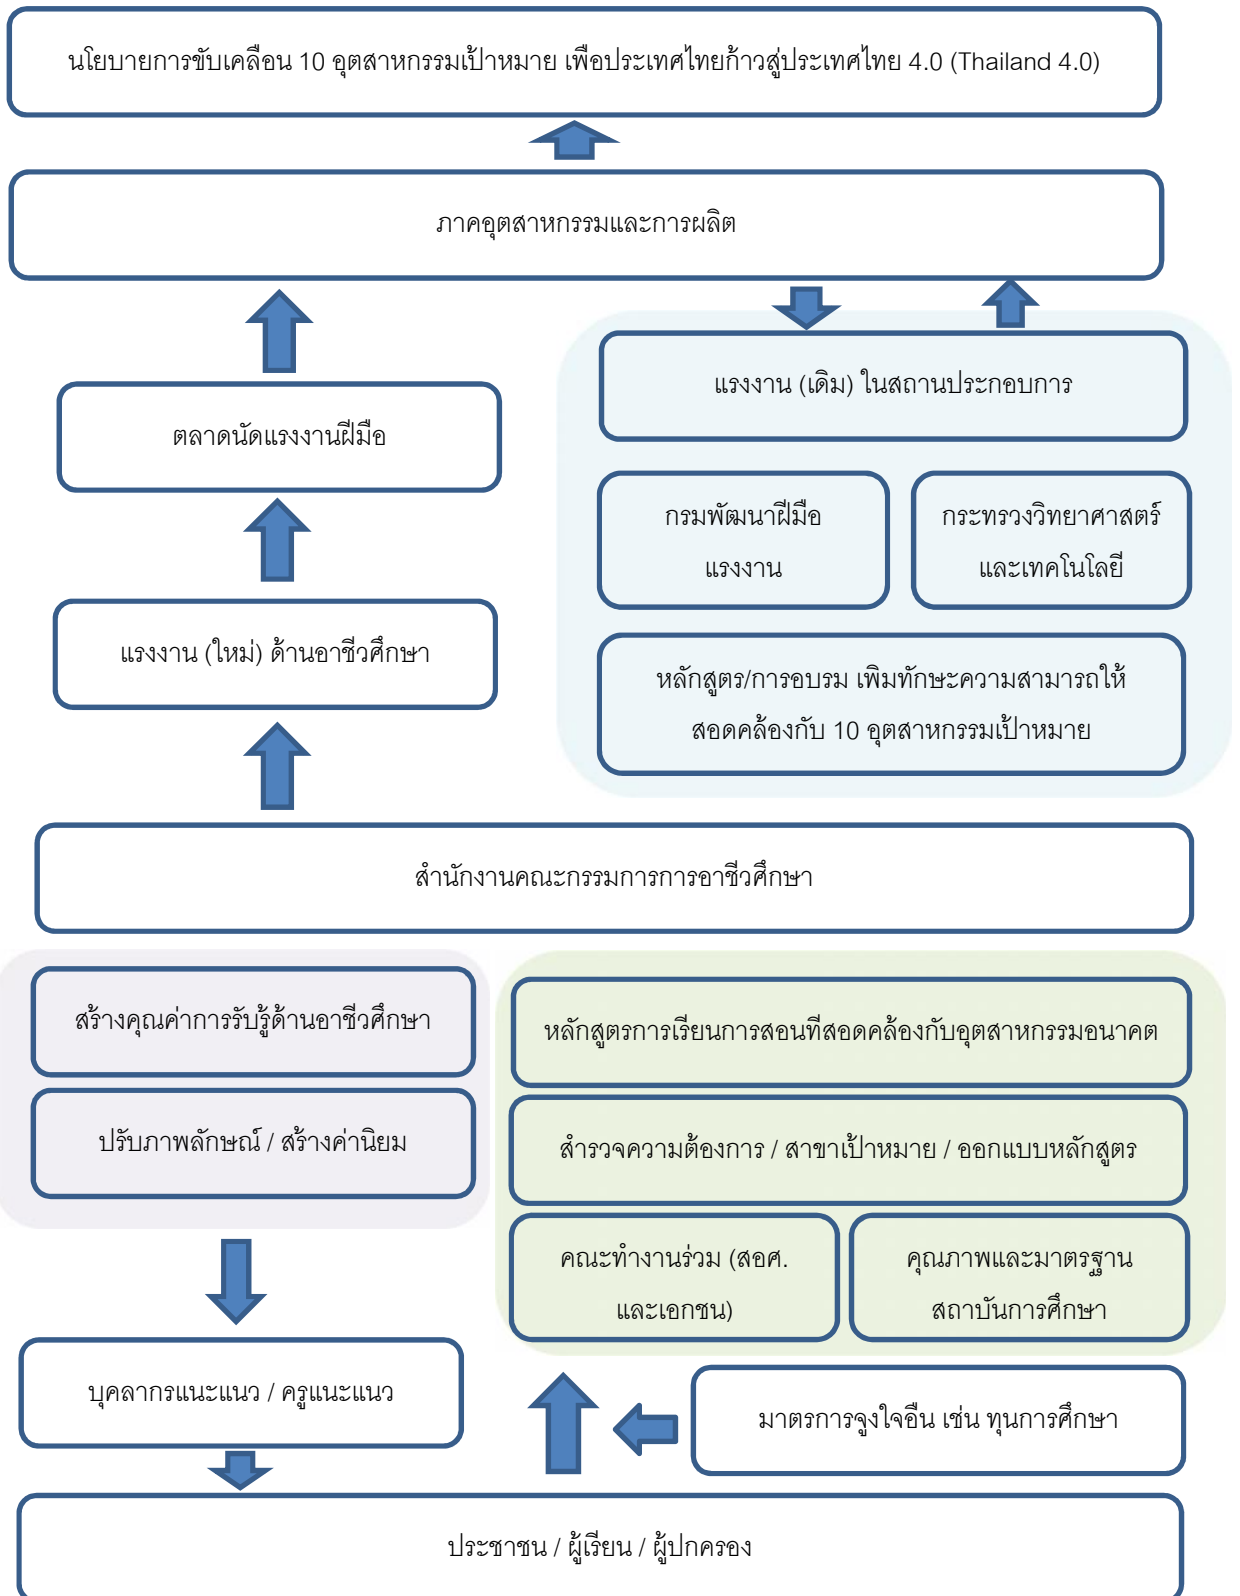 นโยบายการขับเคลื่อน 10 อุตสาหกรรมเป้าหมาย เพื่อประเทศไทยก้าวสู่ประเทศไทย 4.0 (Thailand 4.0)
ภาคอุตสาหกรรมและการผลิต
ตลาดนัดแรงงานฝีมือ
แรงงาน (ใหม่) ด้านอาชีวศึกษา
แรงงาน (เดิม) ในสถานประกอบการ
กรมพัฒนาฝีมือ
แรงงาน
กระทรวงวิทยาศาสตร์
และเทคโนโลยี
หลักสูตร/การอบรม เพิ่มทักษะความสามารถให้
สอดคล้องกับ 10 อุตสาหกรรมเป้าหมาย
สำนักงานคณะกรรมการการอาชีวศึกษา
สร้างคุณค่าการรับรู้ด้านอาชีวศึกษา
ปรับภาพลักษณ์ / สร้างค่านิยม
หลักสูตรการเรียนการสอนที่สอดคล้องกับอุตสาหกรรมอนาคต
สำรวจความต้องการ / สาขาเป้าหมาย / ออกแบบหลักสูตร
คณะทำงานร่วม (สอศ.
และเอกชน)
คุณภาพและมาตรฐาน
สถาบันการศึกษา
บุคลากรแนะแนว / ครูแนะแนว
มาตรการจูงใจอื่น เช่น ทุนการศึกษา
ประชาชน / ผู้เรียน / ผู้ปกครอง